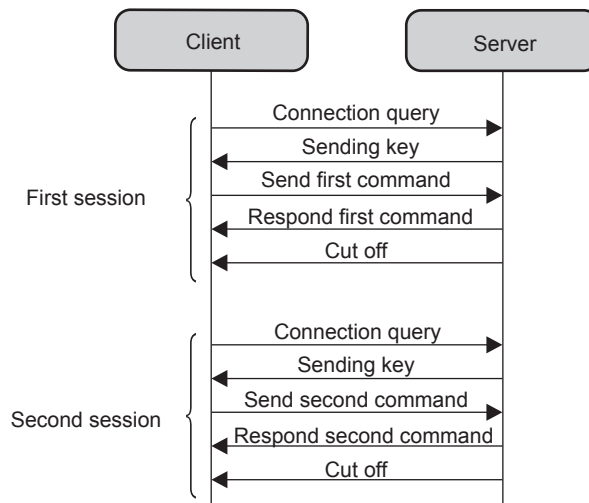 Client
Server
Connection query
Sending key
Send first command
First session
Respond first command
Cut off
Connection query
Sending key
Send second command
Second session
Respond second command
Cut off